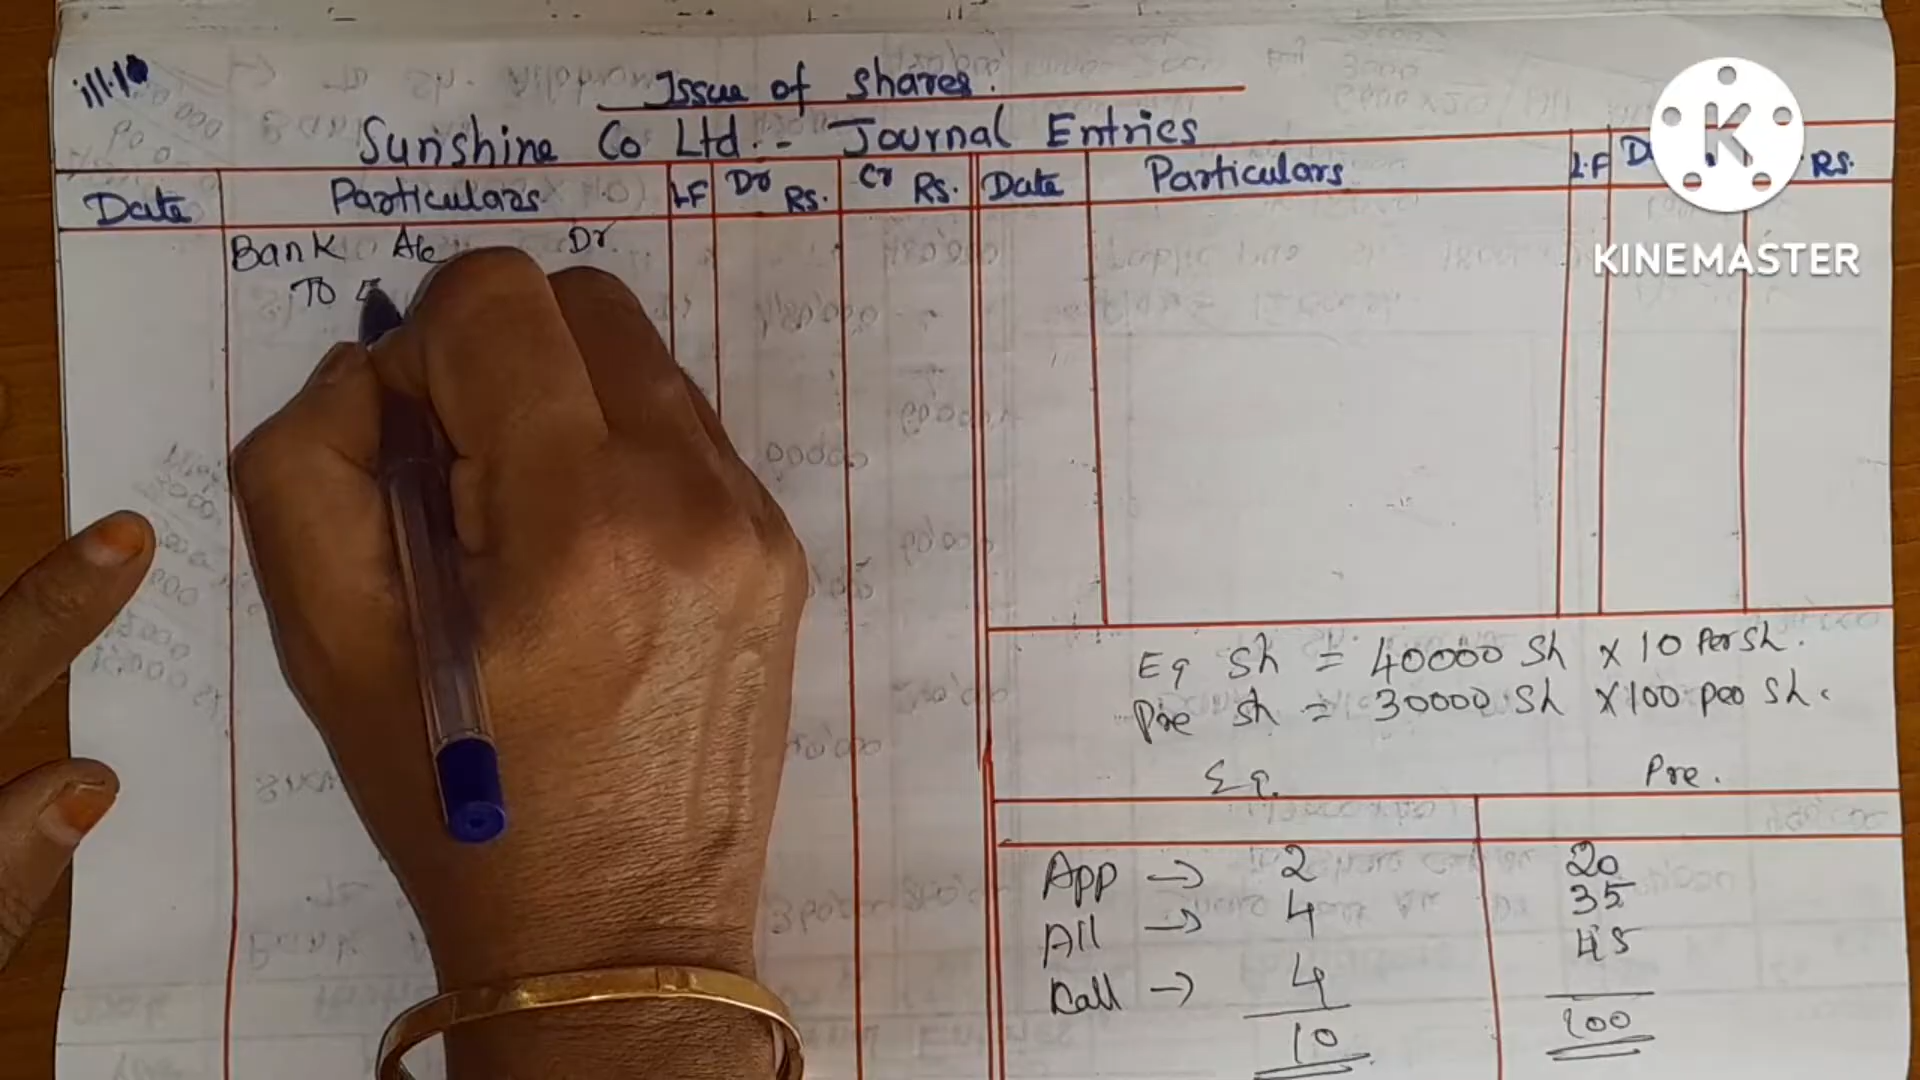 ill.10
Issue of shares.
Sunshine Co Ltd. - Journal Entries
Date Particulars LF Dr Rs. Cr Rs. Date Particulars L.F Rs.
Bank A/c Dr.
To
KINEMASTER
Eq Sh = 40000 Sh × 10 Per Sh.
Pre Sh = 30000 Sh × 100 per Sh.
Eq. Pre.
App → 2 20
All → 4 35
Call → 4 45
10 100